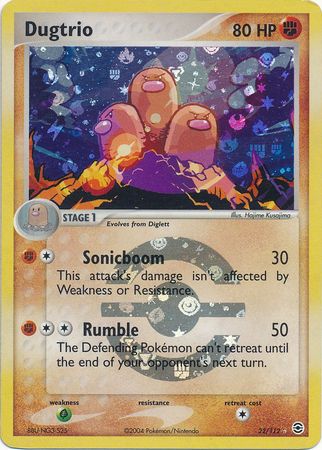 Dugtrio 80 HP
Illus. Hajime Kusajima
STAGE 1
Evolves from Diglett
Sonicboom 30
This attack's damage isn't affected by
Weakness or Resistance.
Rumble 50
The Defending Pokémon can't retreat
until the end of your opponent's next turn.
weakness resistance retreat cost
©2004 Pokémon/Nintendo